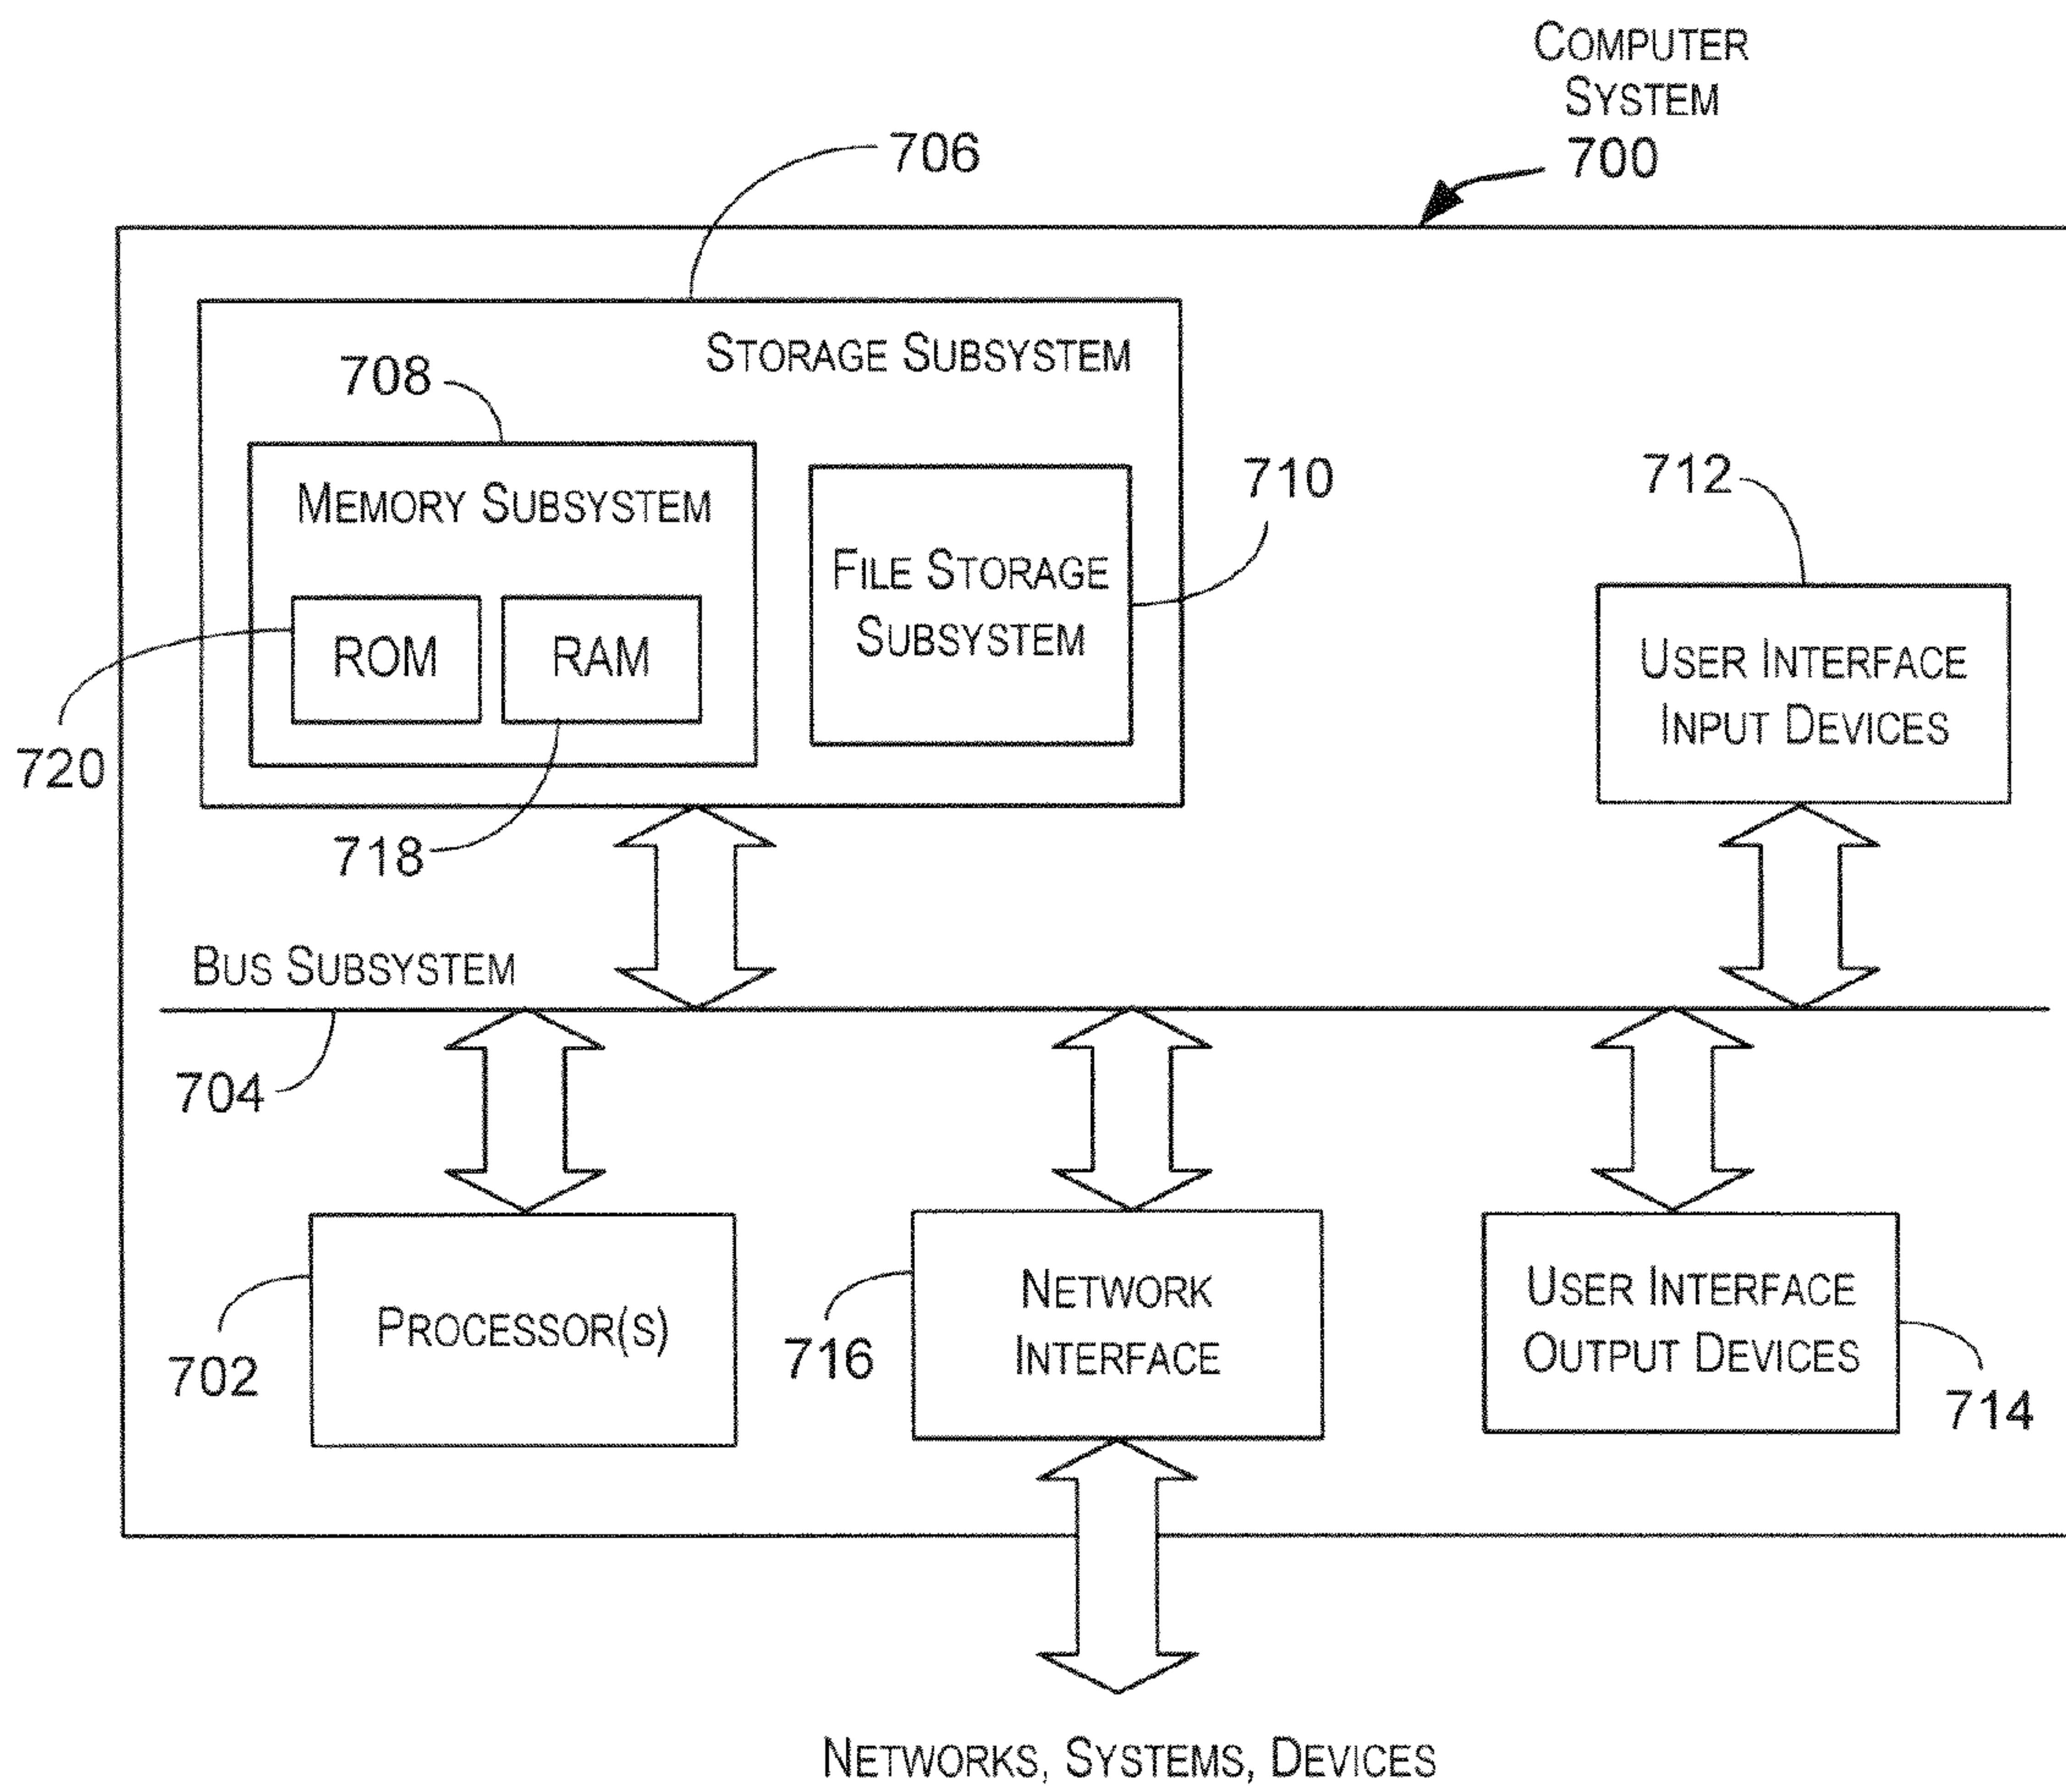 COMPUTER
SYSTEM
700
706
STORAGE SUBSYSTEM
708
MEMORY SUBSYSTEM
710
FILE STORAGE
SUBSYSTEM
712
USER INTERFACE
INPUT DEVICES
ROM
RAM
720
718
BUS SUBSYSTEM
704
PROCESSOR(S)
702
NETWORK
INTERFACE
716
USER INTERFACE
OUTPUT DEVICES
714
NETWORKS, SYSTEMS, DEVICES